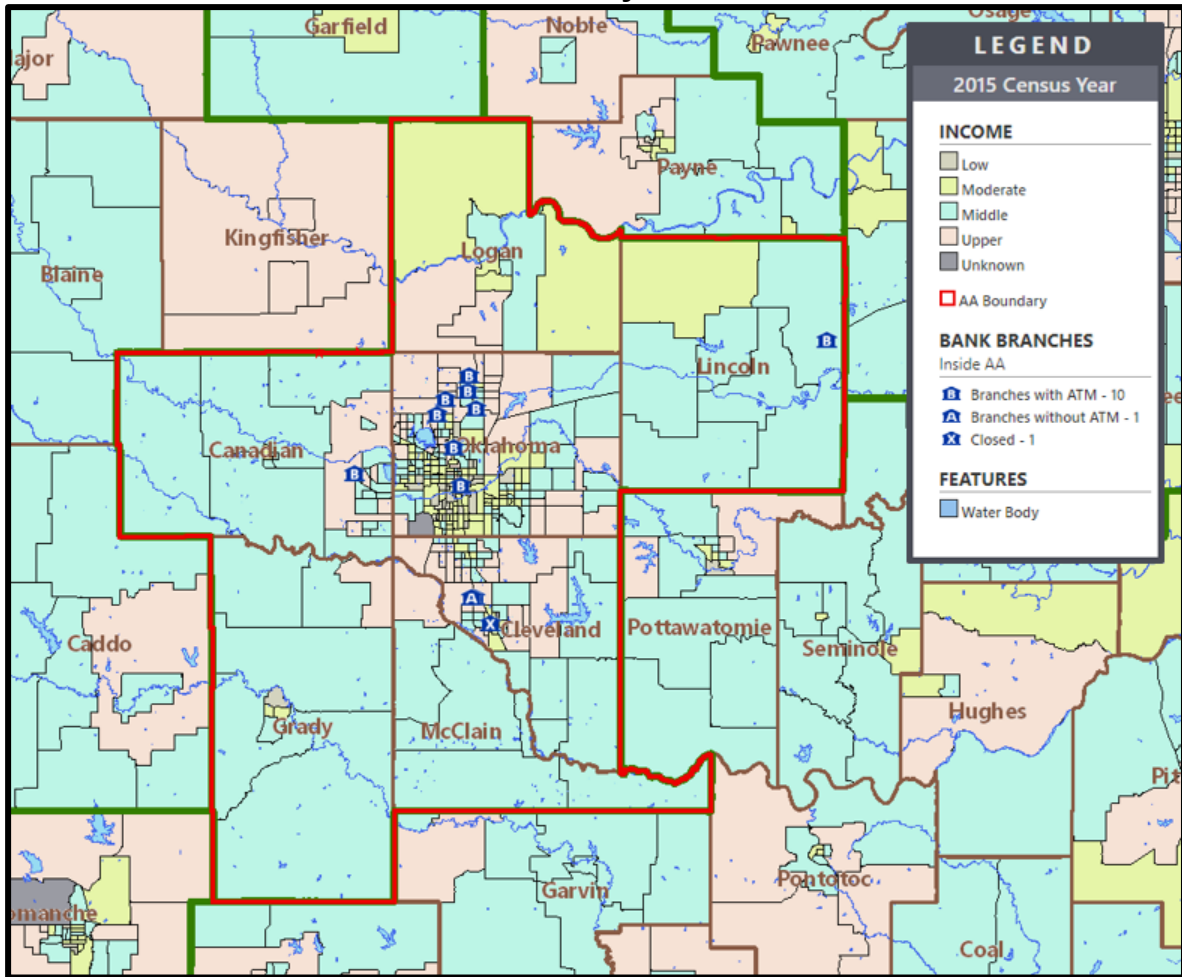 Garfield
Noble
Pawnee
Payne
Kingfisher
Logan
Blaine
Lincoln
Canadian
Oklahoma
Caddo
Cleveland
Pottawatomie
Seminole
Grady
McClain
Hughes
Garvin
Pontotoc
Coal
LEGEND
2015 Census Year
INCOME
Low
Moderate
Middle
Upper
Unknown
AA Boundary
BANK BRANCHES
Inside AA
B Branches with ATM - 10
A Branches without ATM - 1
X Closed - 1
FEATURES
Water Body
B
B
B
B
B
B
B
B
B
A
X
ajor
omanche
Pit